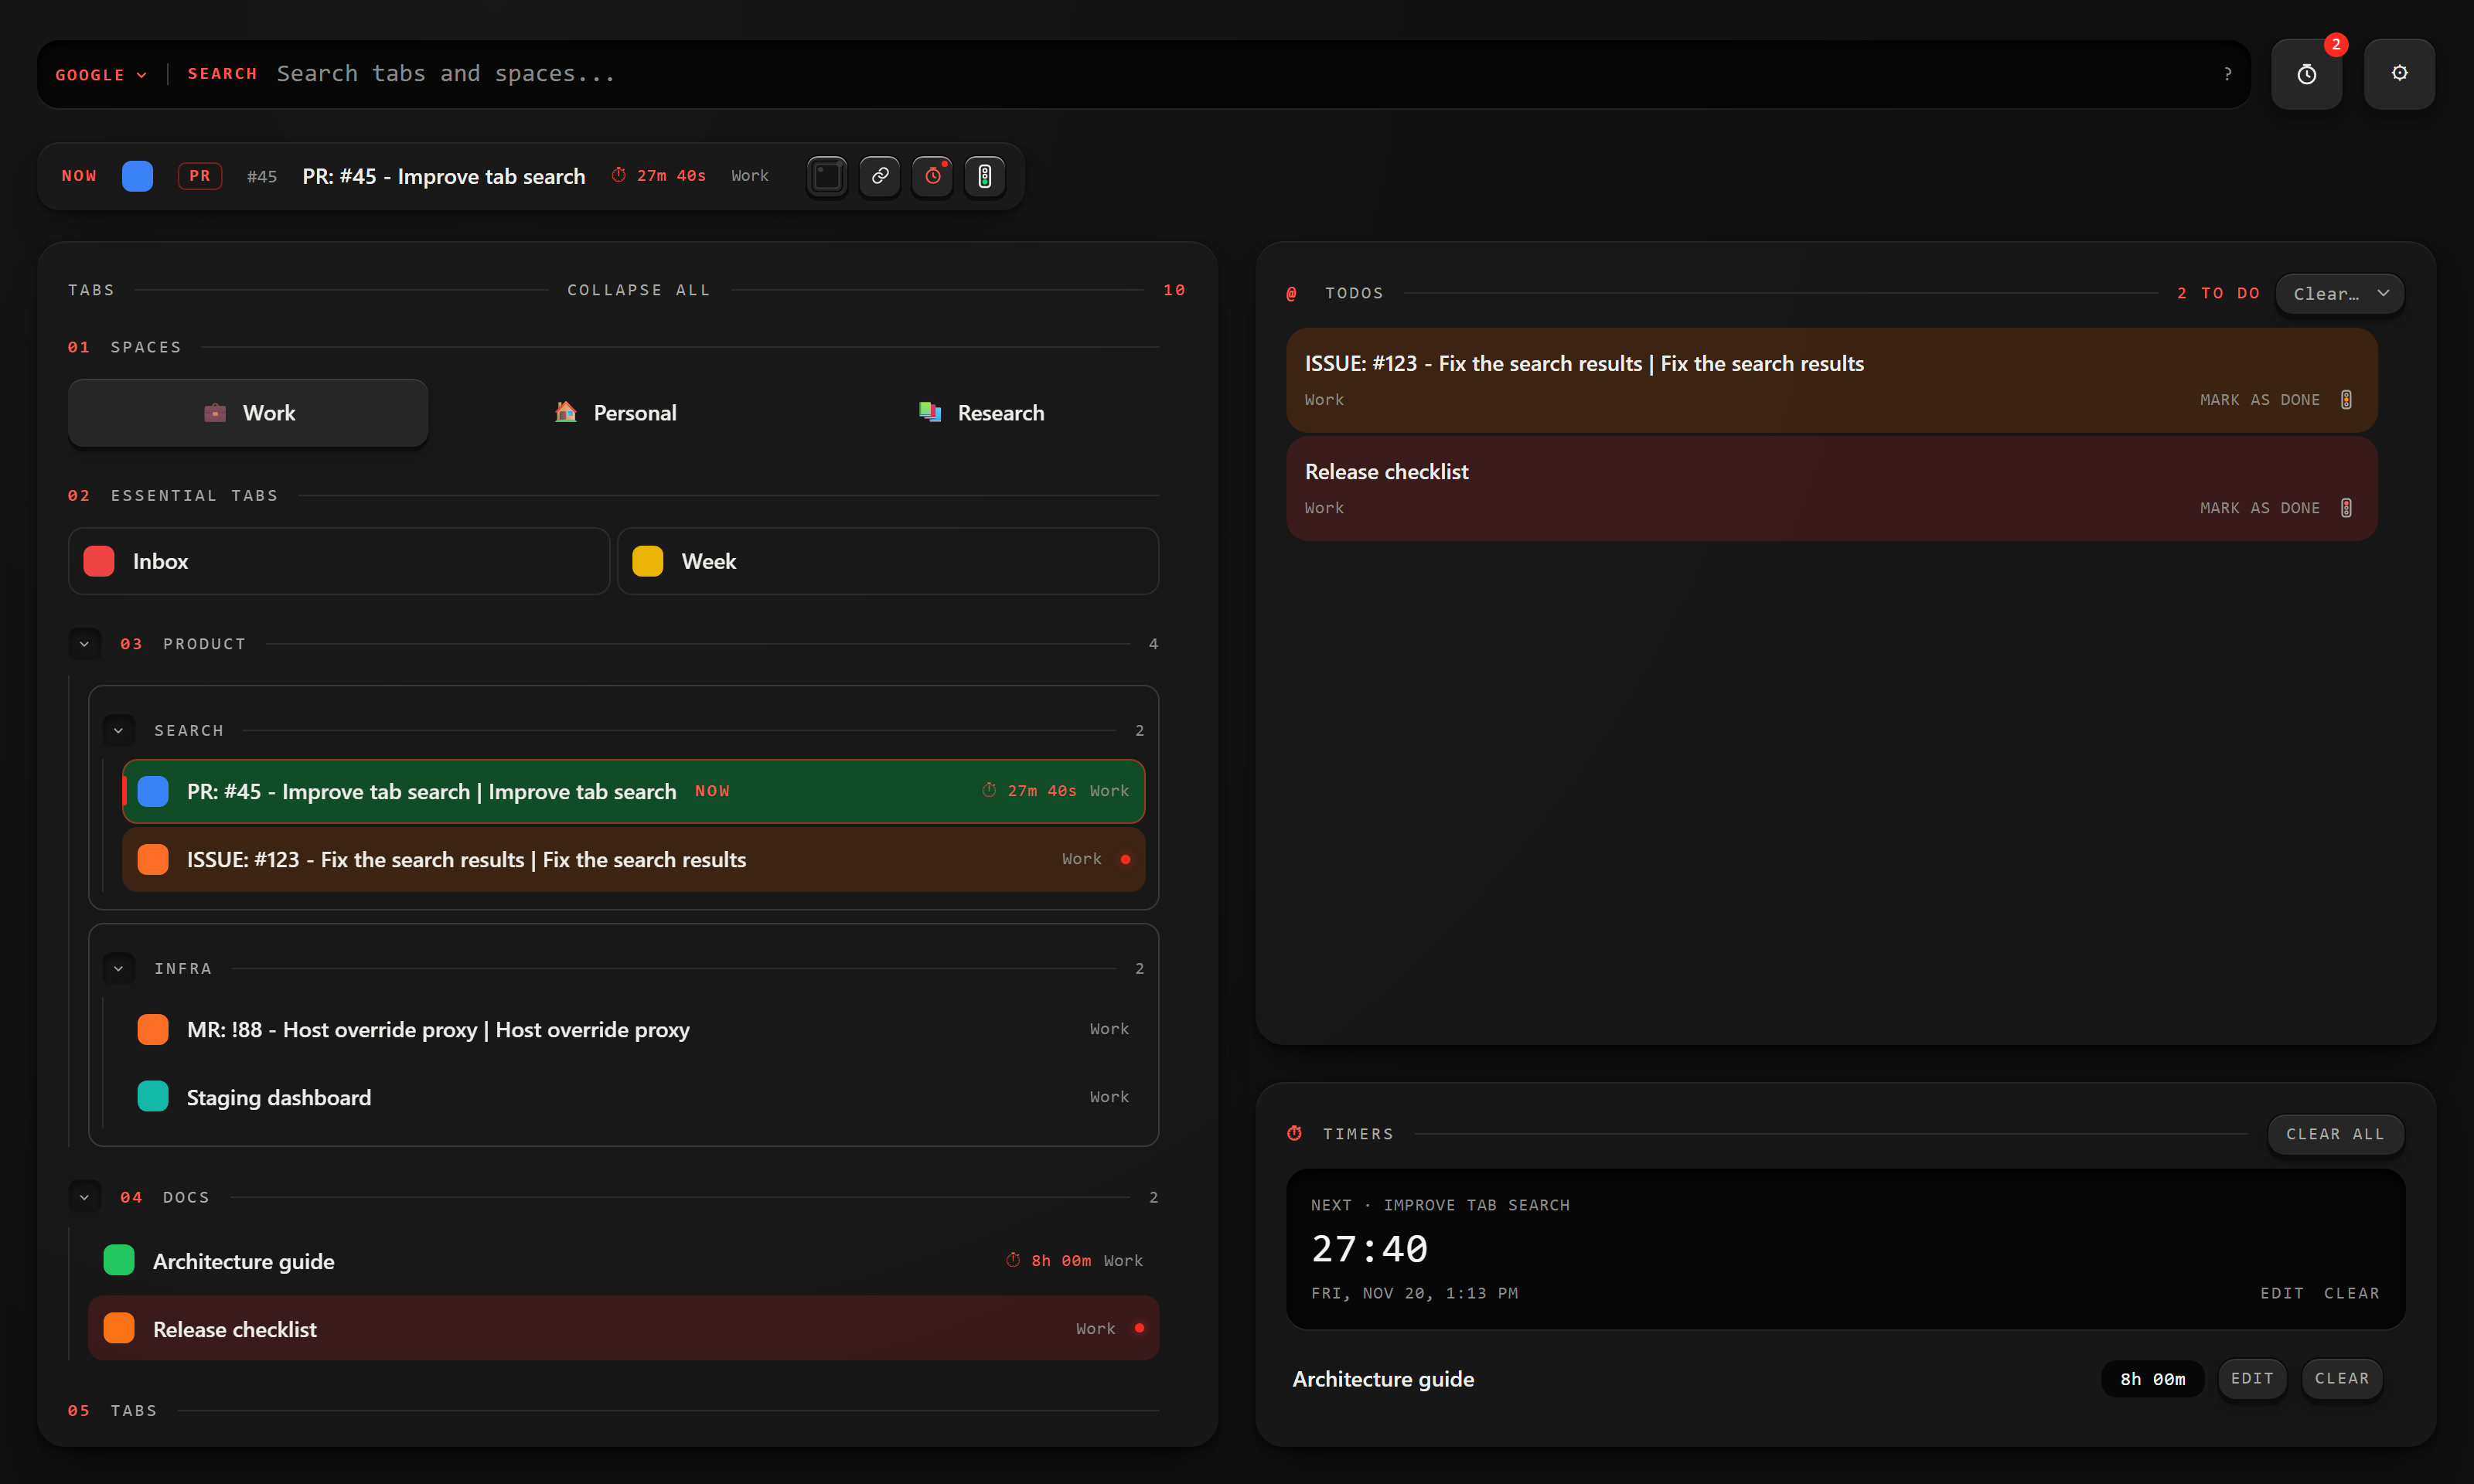 GOOGLE SEARCH Search tabs and spaces... ?
2
NOW PR #45 PR: #45 - Improve tab search 27m 40s Work
TABS COLLAPSE ALL 10
01 SPACES
Work Personal Research
02 ESSENTIAL TABS
Inbox Week
03 PRODUCT 4
SEARCH 2
PR: #45 - Improve tab search | Improve tab search NOW 27m 40s Work
ISSUE: #123 - Fix the search results | Fix the search results Work
INFRA 2
MR: !88 - Host override proxy | Host override proxy Work
Staging dashboard Work
04 DOCS 2
Architecture guide 8h 00m Work
Release checklist Work
05 TABS
@ TODOS 2 TO DO Clear…
ISSUE: #123 - Fix the search results | Fix the search results
Work MARK AS DONE
Release checklist
Work MARK AS DONE
TIMERS CLEAR ALL
NEXT · IMPROVE TAB SEARCH
27:40
FRI, NOV 20, 1:13 PM EDIT CLEAR
Architecture guide 8h 00m EDIT CLEAR